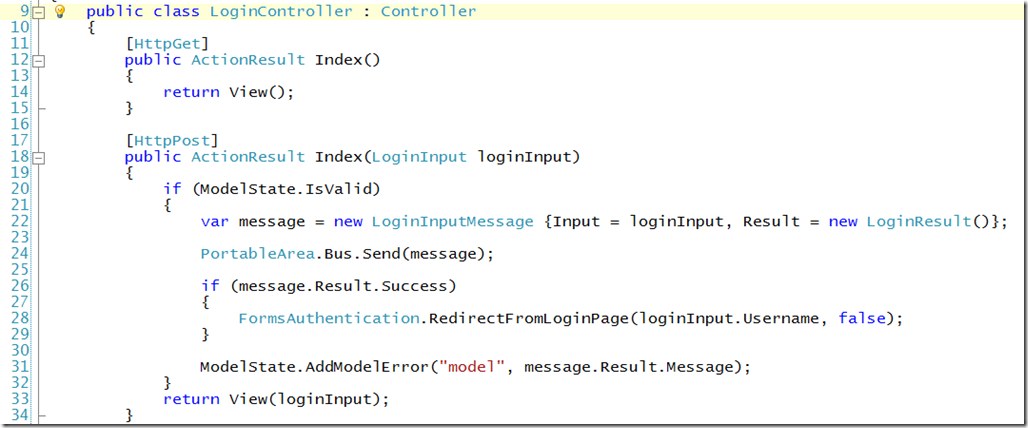 9 public class LoginController : Controller
10 {
11 [HttpGet]
12 public ActionResult Index()
13 {
14 return View();
15 }
16
17 [HttpPost]
18 public ActionResult Index(LoginInput loginInput)
19 {
20 if (ModelState.IsValid)
21 {
22 var message = new LoginInputMessage {Input = loginInput, Result = new LoginResult()};
23
24 PortableArea.Bus.Send(message);
25
26 if (message.Result.Success)
27 {
28 FormsAuthentication.RedirectFromLoginPage(loginInput.Username, false);
29 }
30
31 ModelState.AddModelError("model", message.Result.Message);
32 }
33 return View(loginInput);
34 }